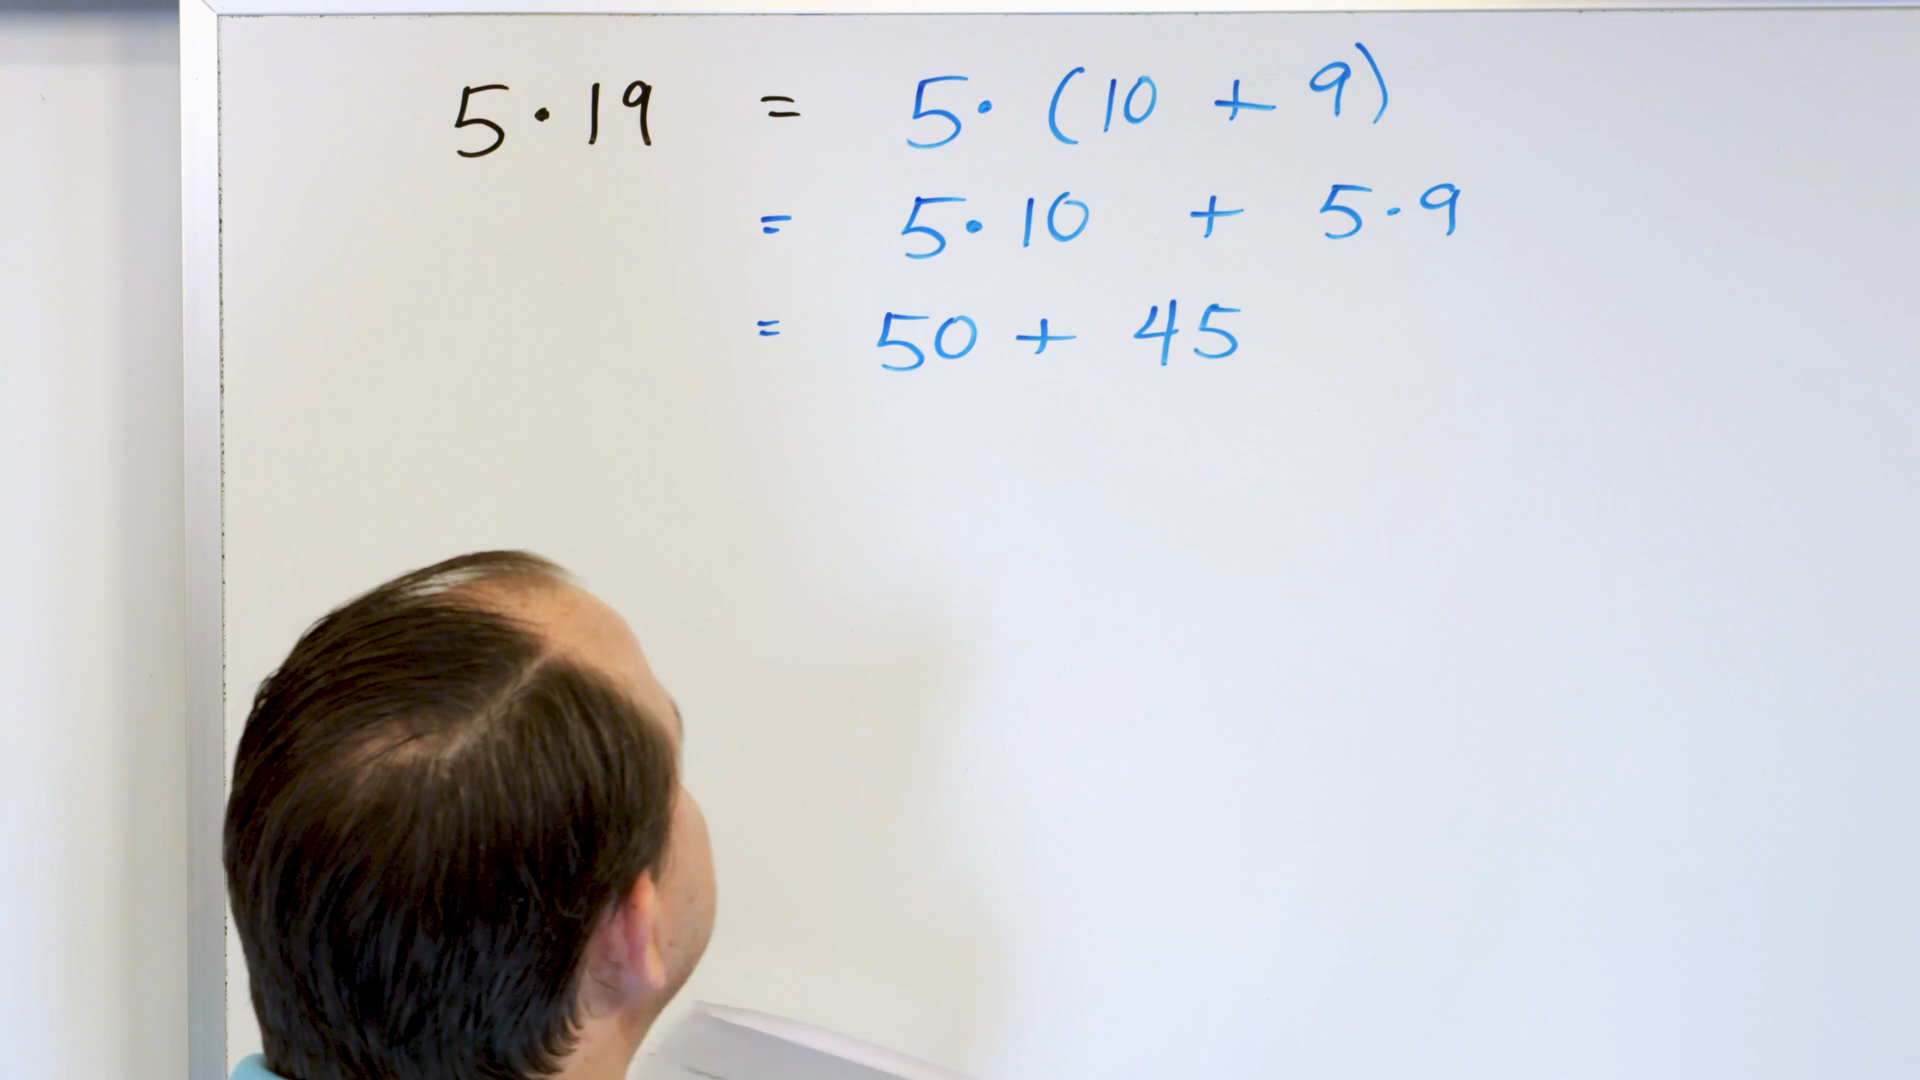 5·19 = 5·(10 + 9)
= 5·10 + 5·9
= 50 + 45